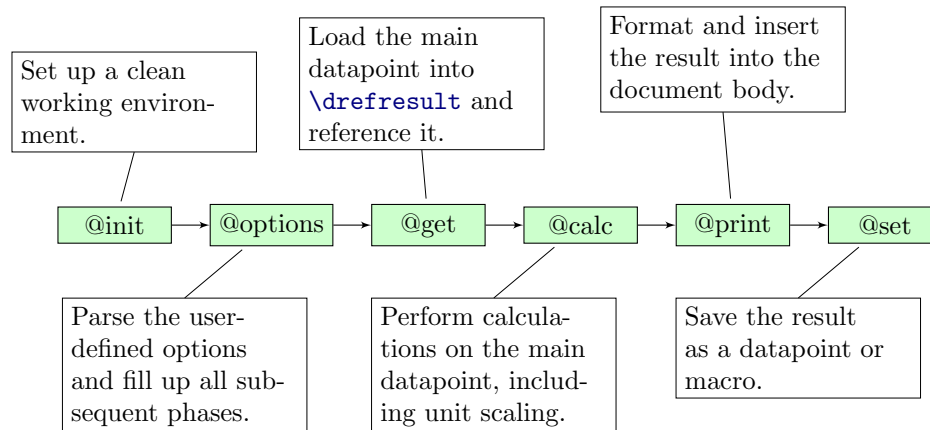 Set up a clean
working environ-
ment.
Load the main
datapoint into
\drefresult and
reference it.
Format and insert
the result into the
document body.
@init
@options
@get
@calc
@print
@set
Parse the user-
defined options
and fill up all sub-
sequent phases.
Perform calcula-
tions on the main
datapoint, includ-
ing unit scaling.
Save the result
as a datapoint or
macro.